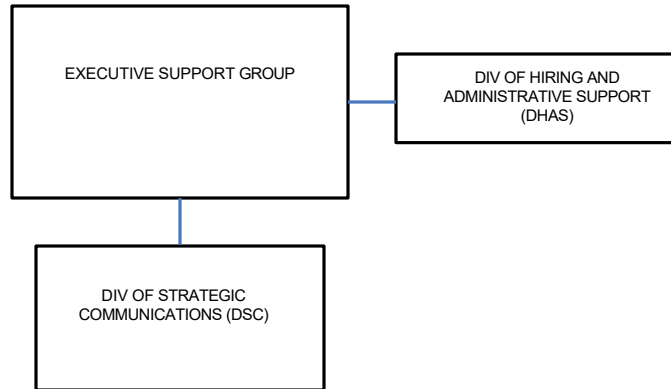 EXECUTIVE SUPPORT GROUP
DIV OF HIRING AND
ADMINISTRATIVE SUPPORT
(DHAS)
DIV OF STRATEGIC
COMMUNICATIONS (DSC)